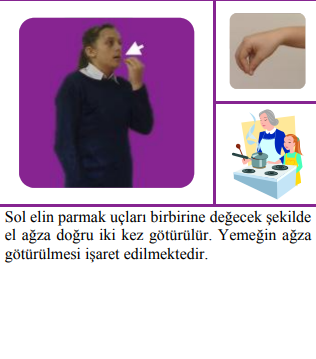 Sol elin parmak uçları birbirine değecek şekilde
el ağza doğru iki kez götürülür. Yemeğin ağza
götürülmesi işaret edilmektedir.